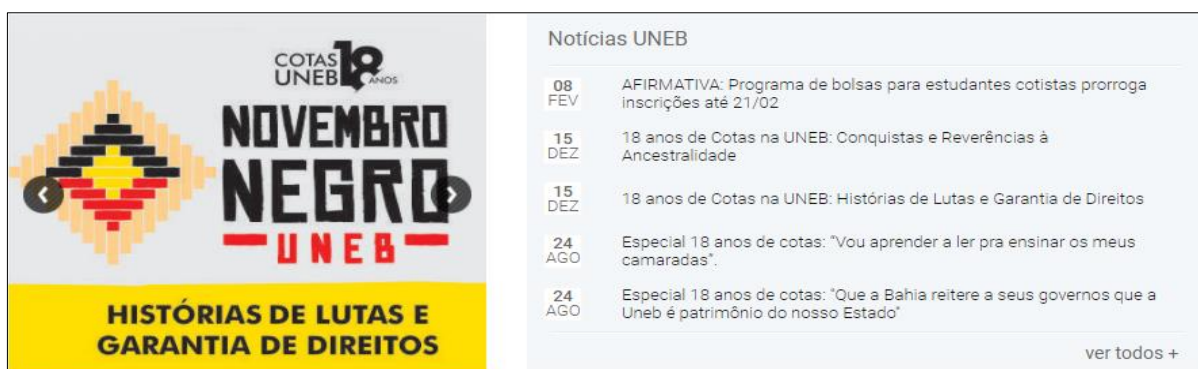 COTAS 18
UNEB ANOS
NOVEMBRO
NEGRO
UNEB
HISTÓRIAS DE LUTAS E
GARANTIA DE DIREITOS
Notícias UNEB
08
FEV
AFIRMATIVA: Programa de bolsas para estudantes cotistas prorroga
inscrições até 21/02
15
DEZ
18 anos de Cotas na UNEB: Conquistas e Reverências à
Ancestralidade
15
DEZ
18 anos de Cotas na UNEB: Histórias de Lutas e Garantia de Direitos
24
AGO
Especial 18 anos de cotas: “Vou aprender a ler pra ensinar os meus
camaradas”.
24
AGO
Especial 18 anos de cotas: “Que a Bahia reitere a seus governos que a
Uneb é patrimônio do nosso Estado”
ver todos +